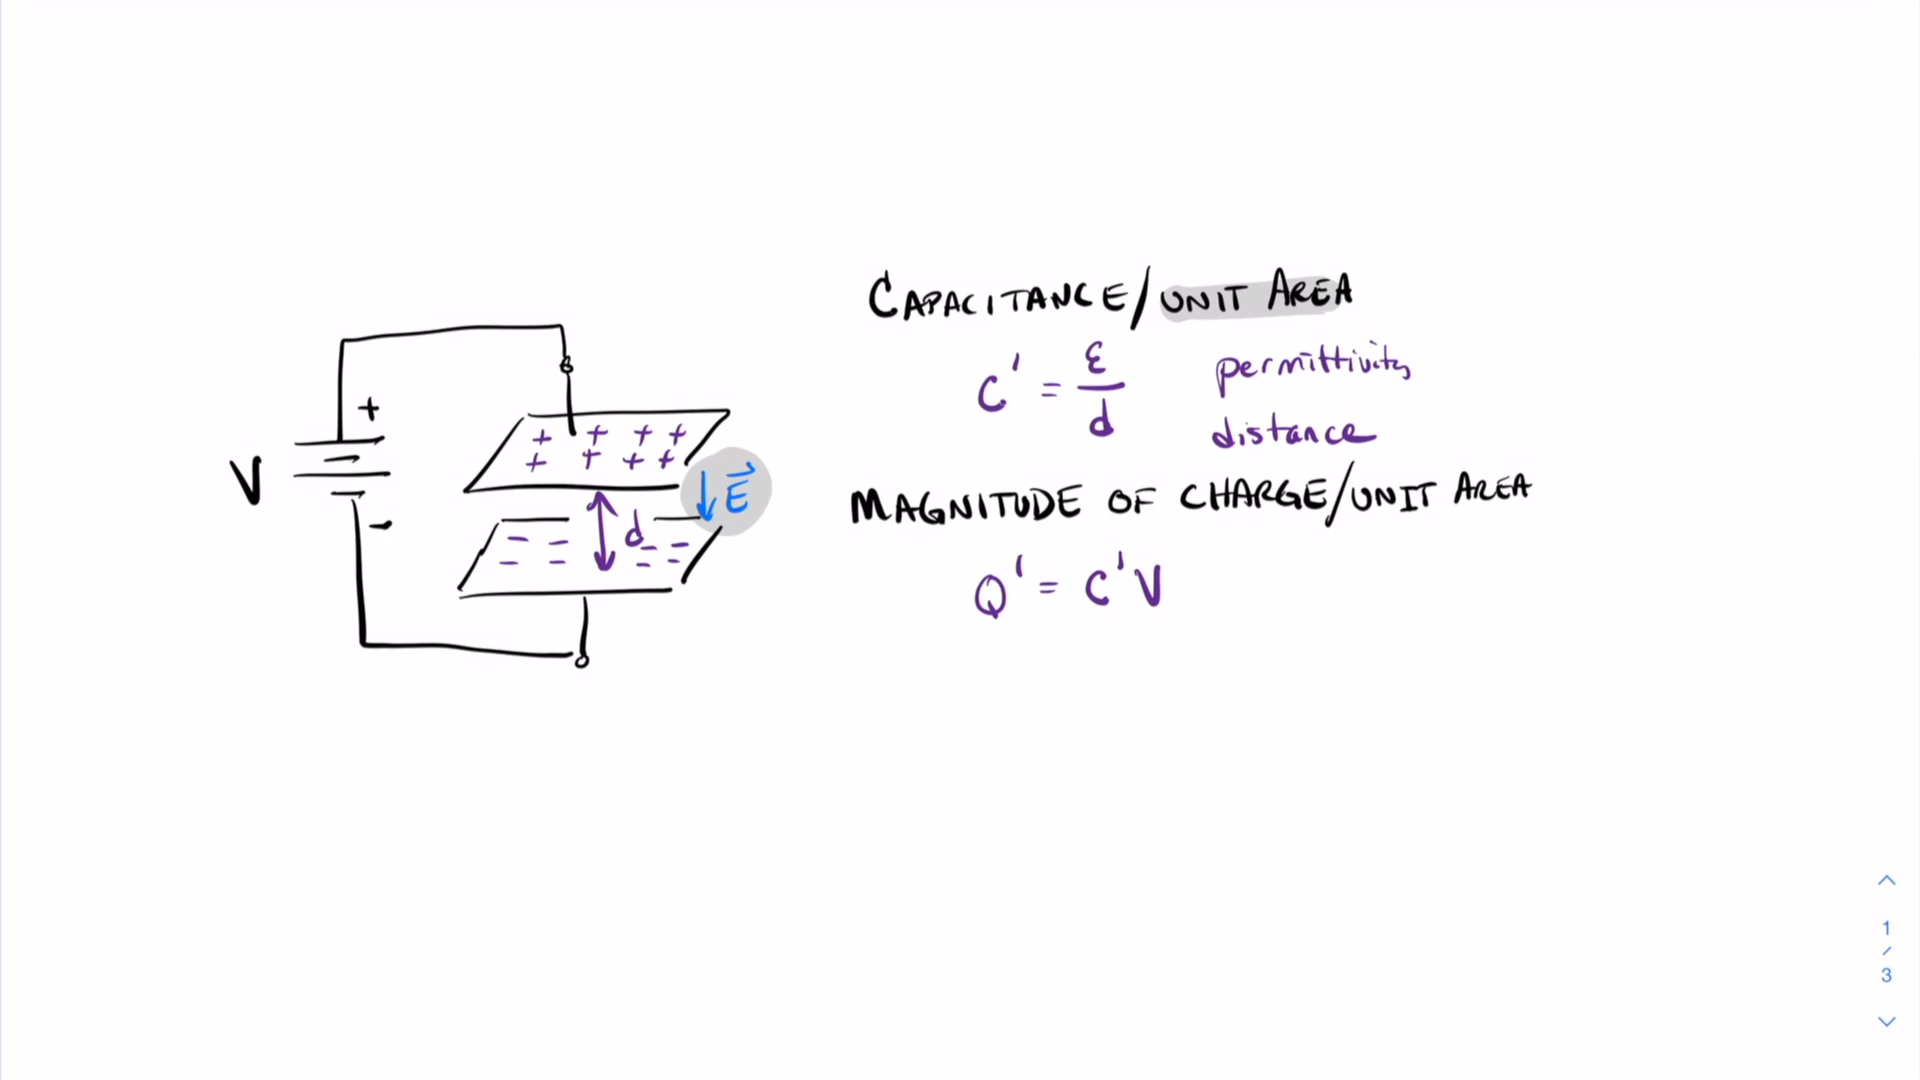 CAPACITANCE/UNIT AREA
C' = ε/d
permittivity
distance
MAGNITUDE OF CHARGE/UNIT AREA
Q' = C'V
V
+
-
+ + + +
+ + + +
↓E⃗
d
- - - -
- - - -
1
/
3